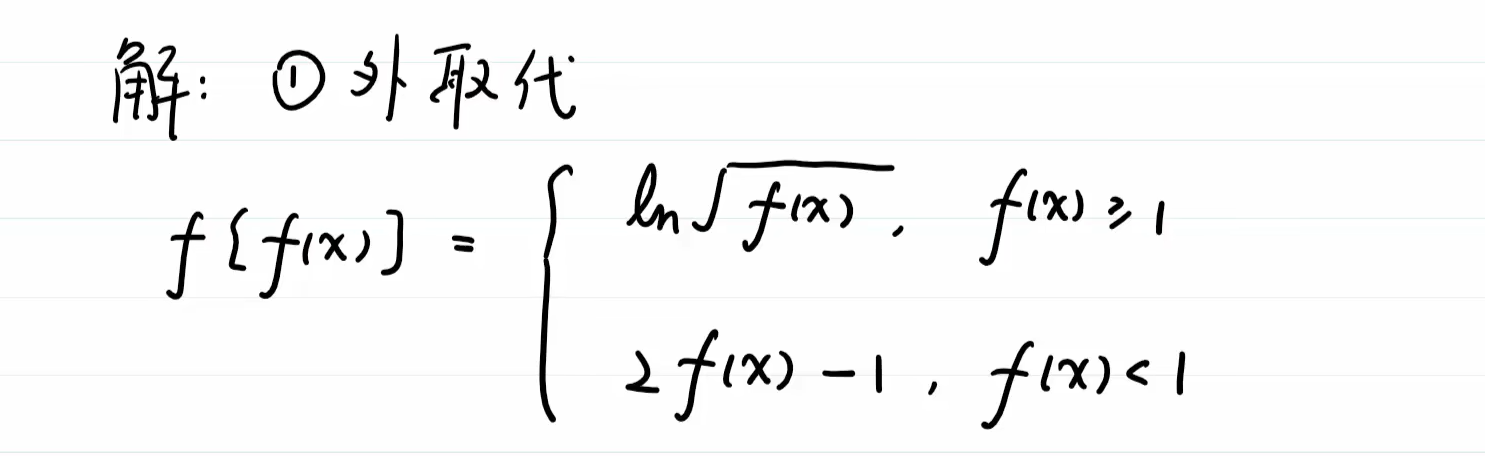 解: ① 外取代
f[f(x)] = { ln√f(x), f(x) ≥ 1
2f(x) - 1, f(x) < 1